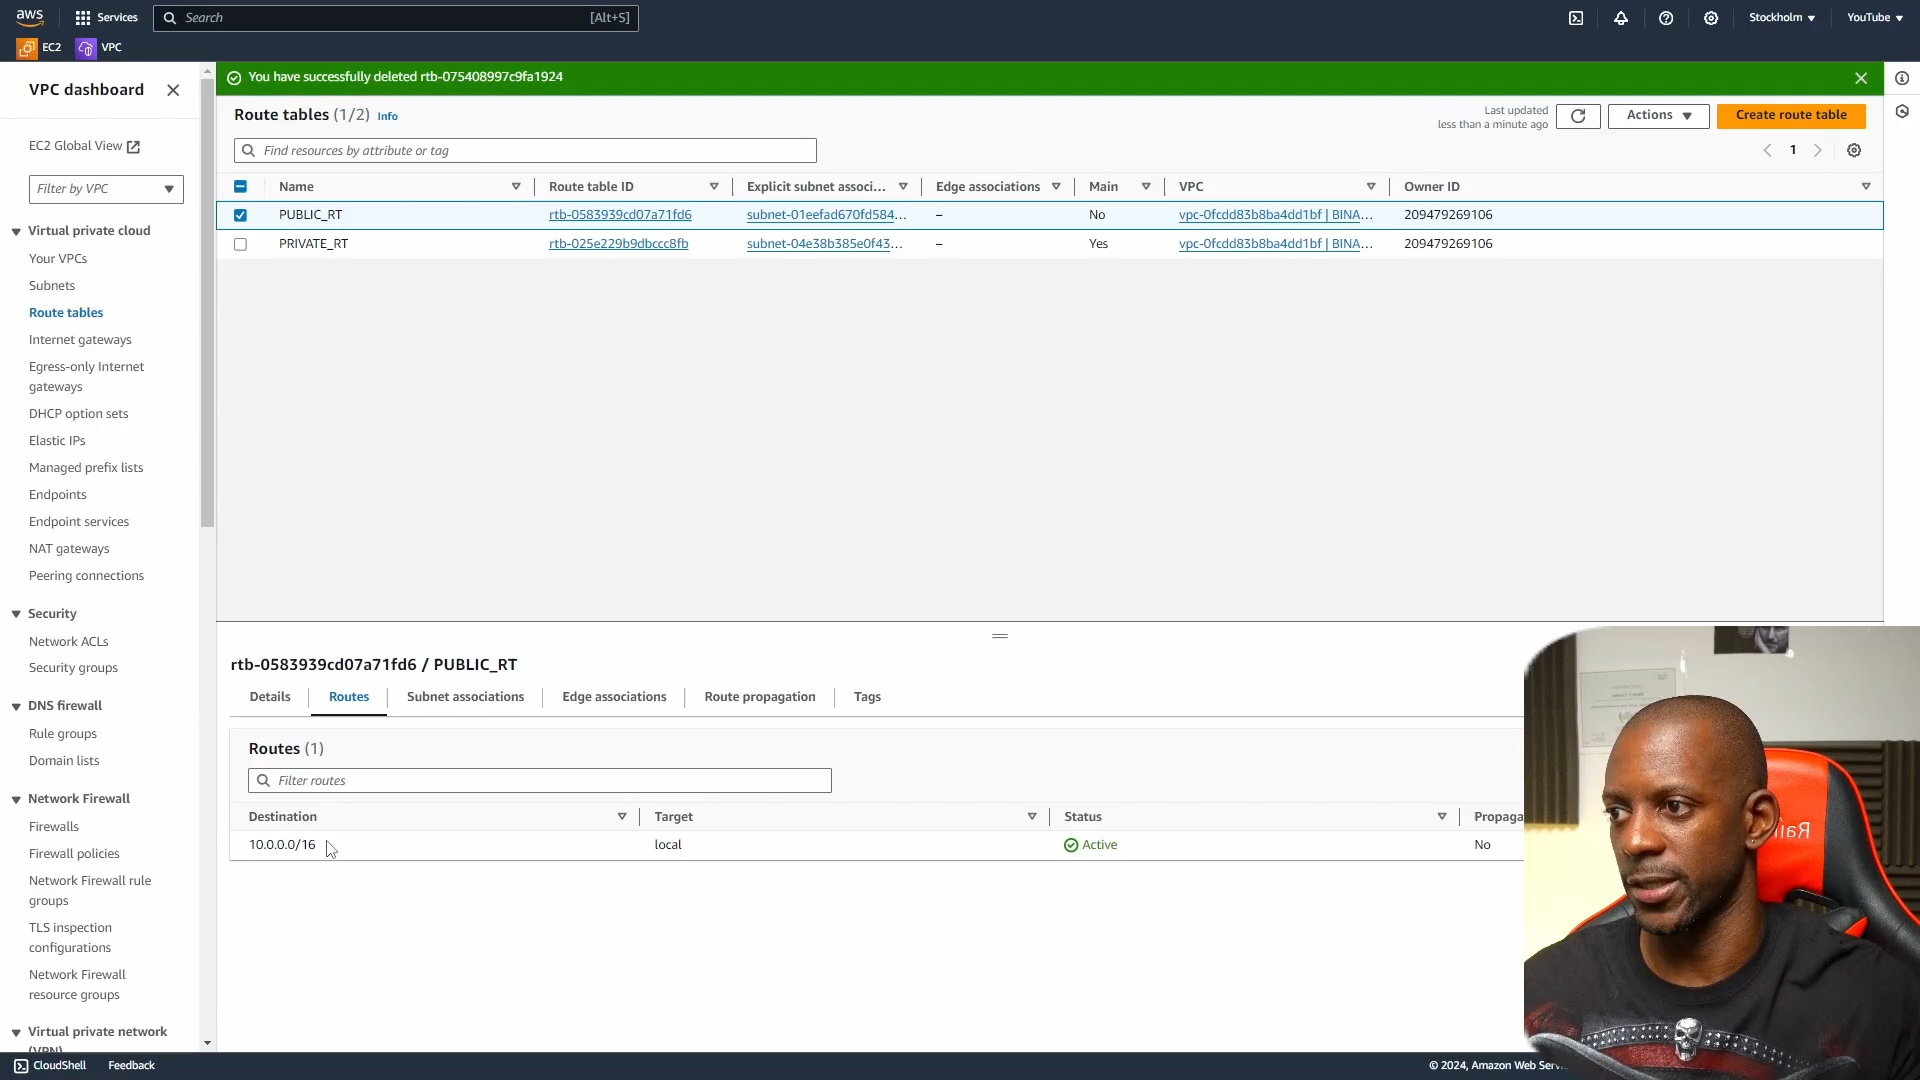 aws
Services
Search
[Alt+S]
Stockholm
YouTube
EC2
VPC
VPC dashboard
EC2 Global View
Filter by VPC
Virtual private cloud
Your VPCs
Subnets
Route tables
Internet gateways
Egress-only Internet
gateways
DHCP option sets
Elastic IPs
Managed prefix lists
Endpoints
Endpoint services
NAT gateways
Peering connections
Security
Network ACLs
Security groups
DNS firewall
Rule groups
Domain lists
Network Firewall
Firewalls
Firewall policies
Network Firewall rule
groups
TLS inspection
configurations
Network Firewall
resource groups
Virtual private network
(VPN)
You have successfully deleted rtb-075408997c9fa1924
Route tables (1/2) Info
Last updated
less than a minute ago
Actions
Create route table
Find resources by attribute or tag
1
Name Route table ID Explicit subnet associ... Edge associations Main VPC Owner ID
PUBLIC_RT rtb-0583939cd07a71fd6 subnet-01eefad670fd584... – No vpc-0fcdd83b8ba4dd1bf | BINA... 209479269106
PRIVATE_RT rtb-025e229b9dbccc8fb subnet-04e38b385e0f43... – Yes vpc-0fcdd83b8ba4dd1bf | BINA... 209479269106
rtb-0583939cd07a71fd6 / PUBLIC_RT
Details Routes Subnet associations Edge associations Route propagation Tags
Routes (1)
Filter routes
Destination Target Status Propaga
10.0.0.0/16 local Active No
CloudShell Feedback
© 2024, Amazon Web Serv